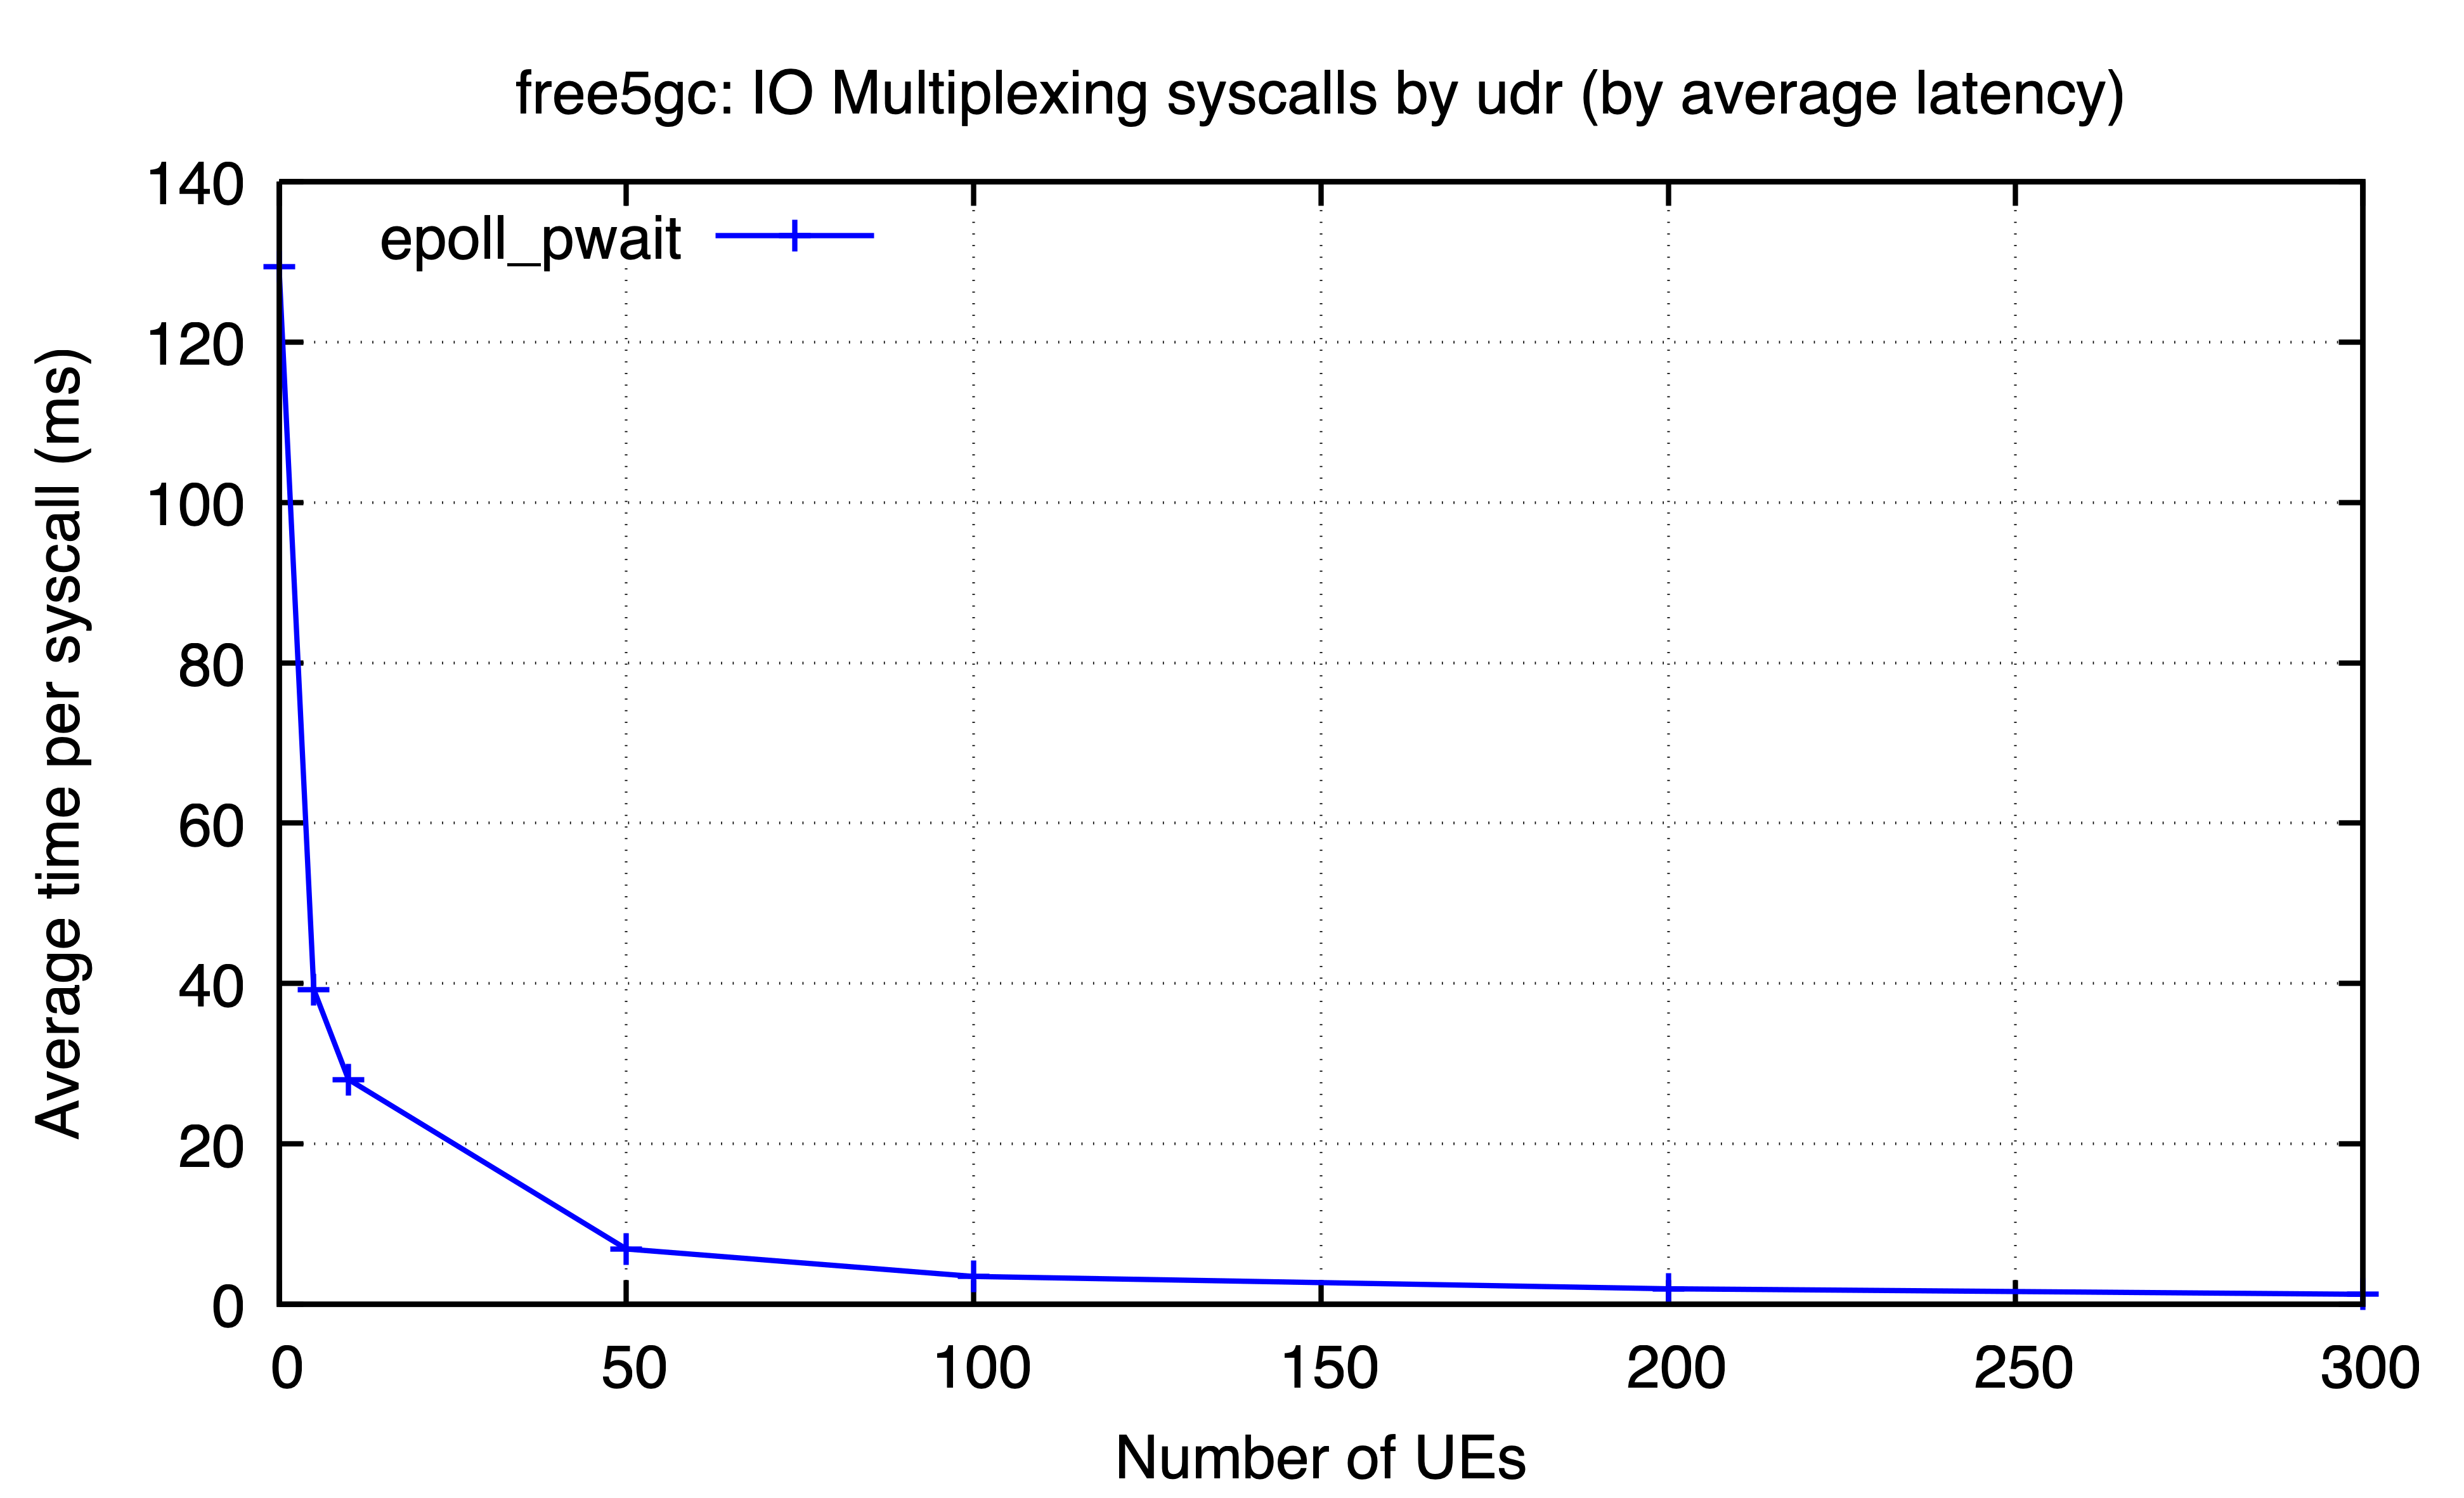 free5gc: IO Multiplexing syscalls by udr (by average latency)
epoll_pwait
Average time per syscall (ms)
140
120
100
80
60
40
20
0
0 50 100 150 200 250 300
Number of UEs